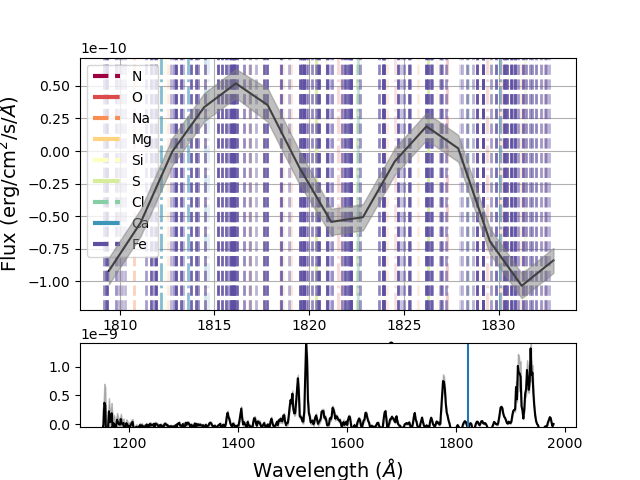 1e−10
Flux (erg/cm²/s/Å)
0.50
0.25
0.00
−0.25
−0.50
−0.75
−1.00
N
O
Na
Mg
Si
S
Cl
Ca
Fe
1810 1815 1820 1825 1830
1e−9
1.0
0.5
0.0
1200 1400 1600 1800 2000
Wavelength (Å)